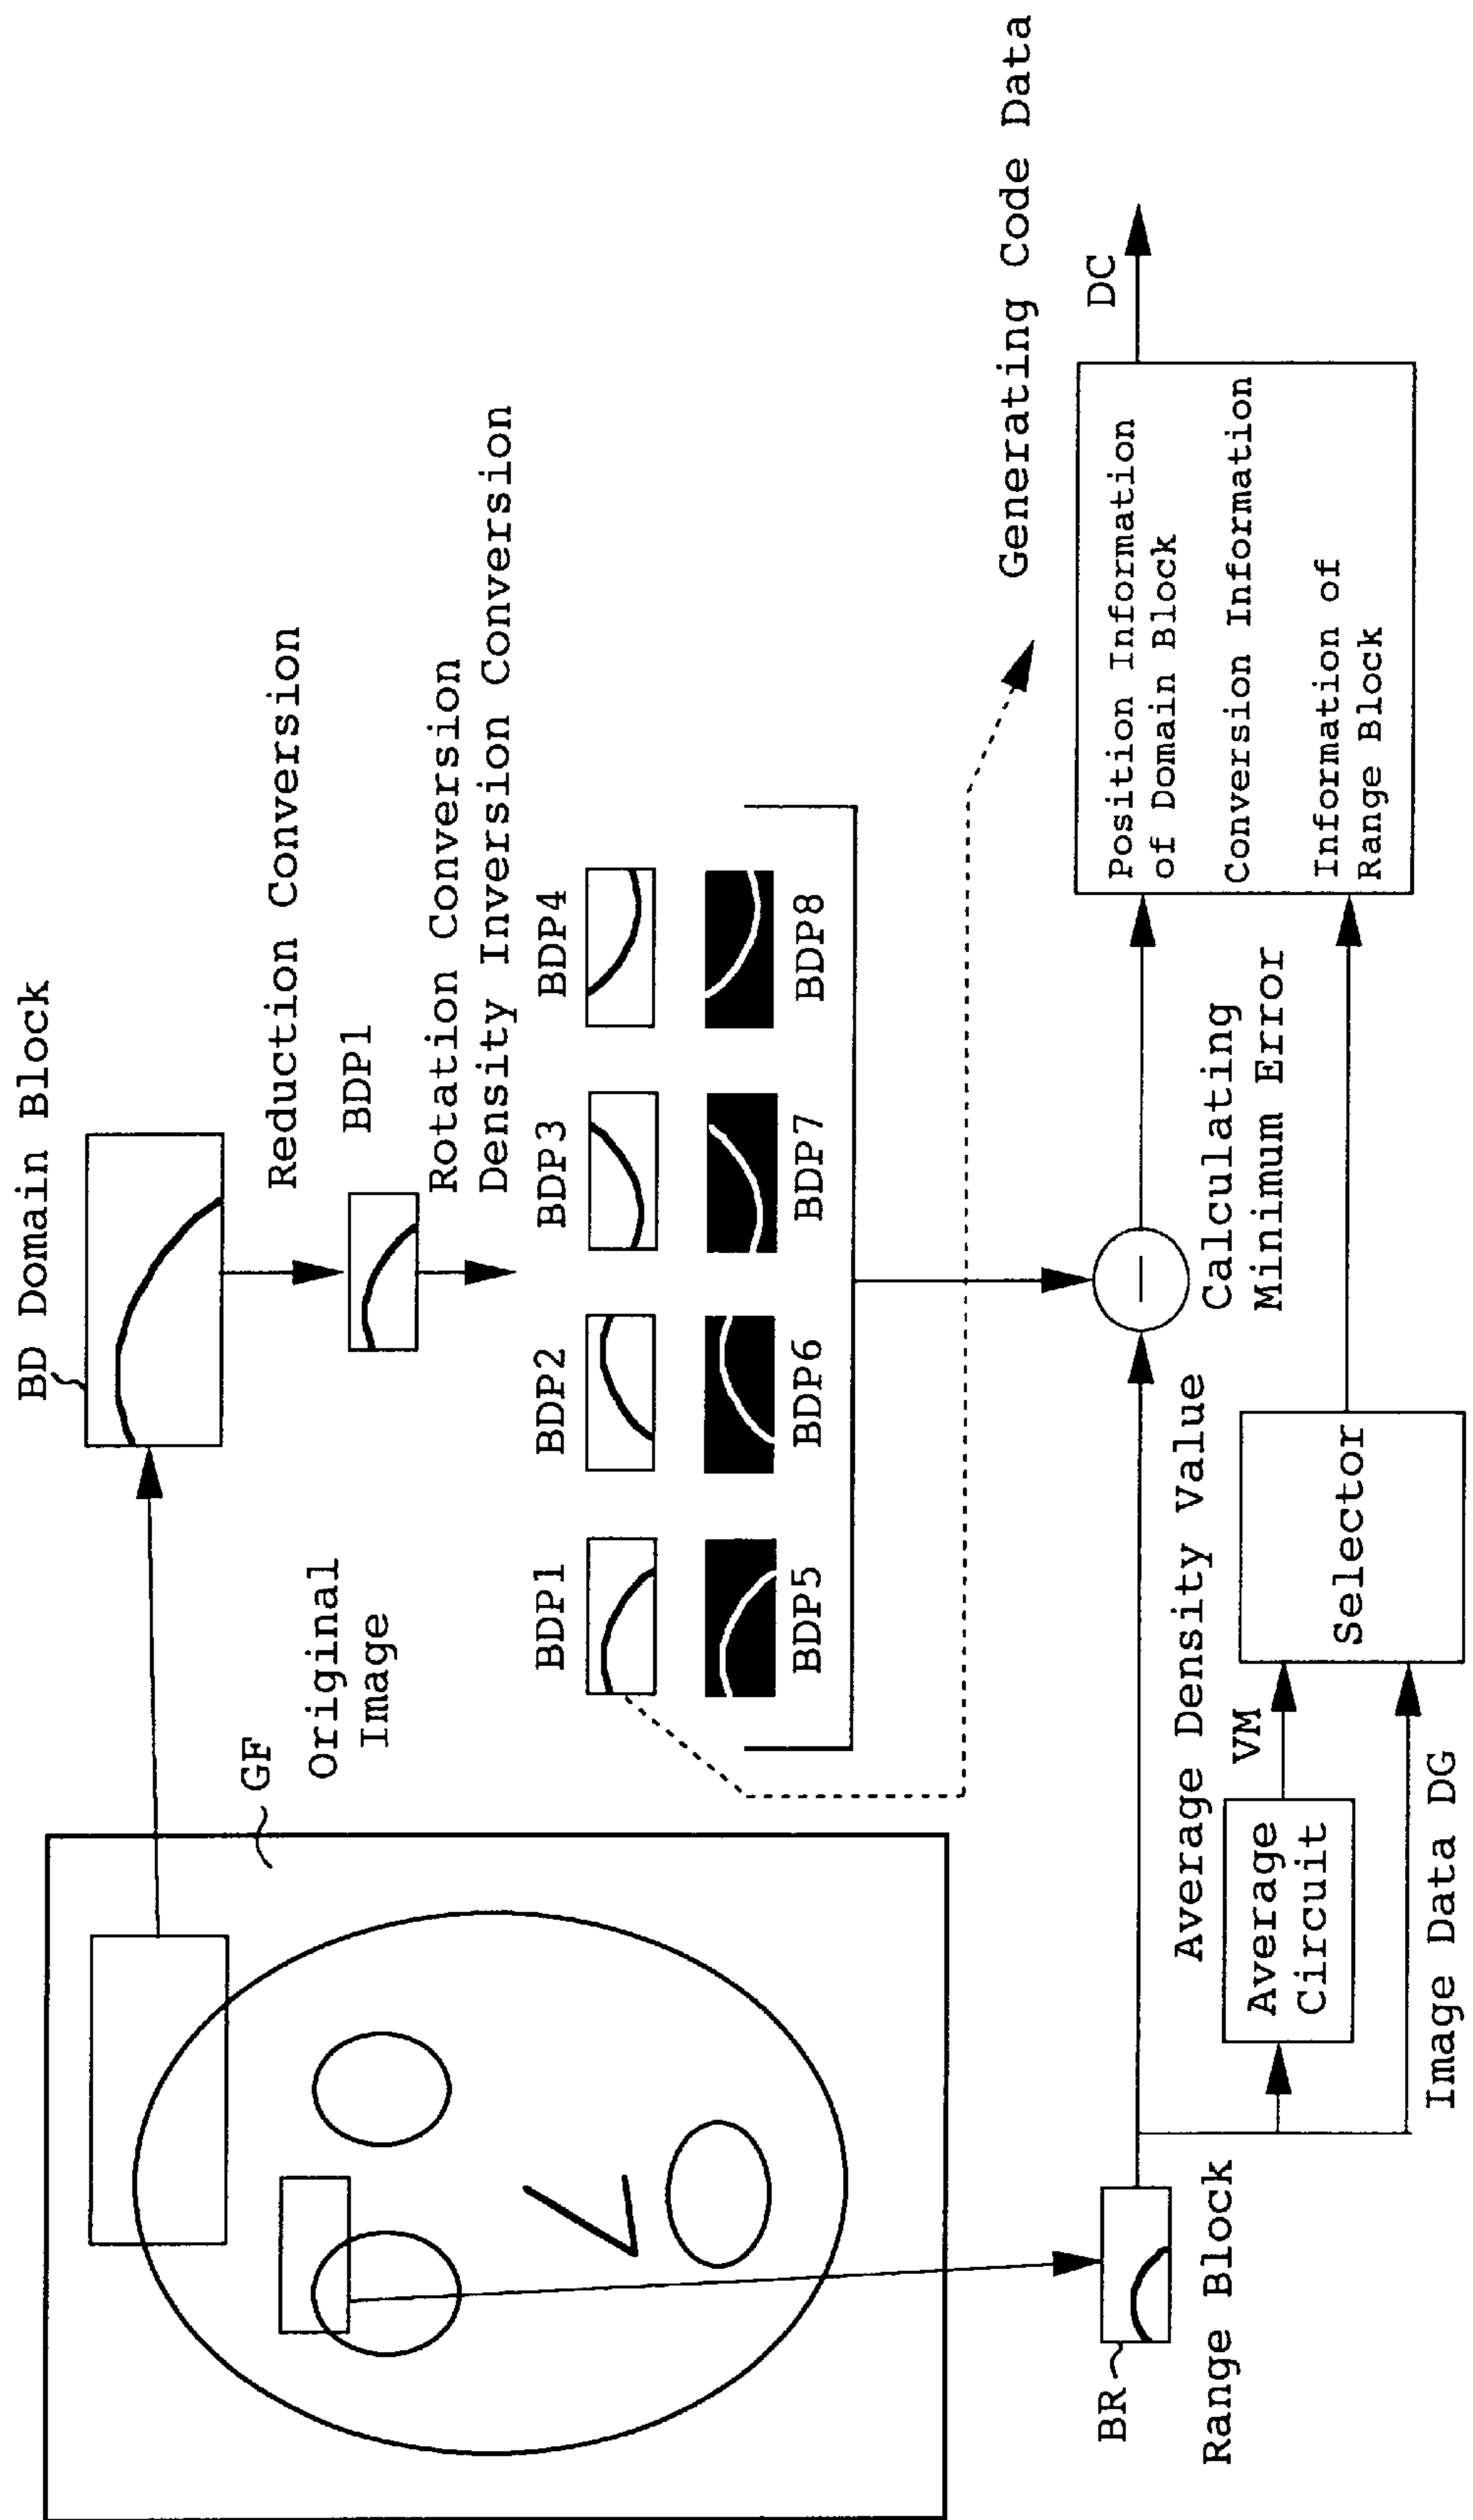 BD Domain Block
Reduction Conversion
BDP1
Rotation Conversion
Density Inversion Conversion
GF
Original
Image
BDP1
BDP2
BDP3
BDP4
BDP5
BDP6
BDP7
BDP8
Generating Code Data
BR
Range Block
Average Density Value
VM
Average
Circuit
Image Data DG
Selector
Calculating
Minimum Error
Position Information
of Domain Block
Conversion Information
Information of
Range Block
DC